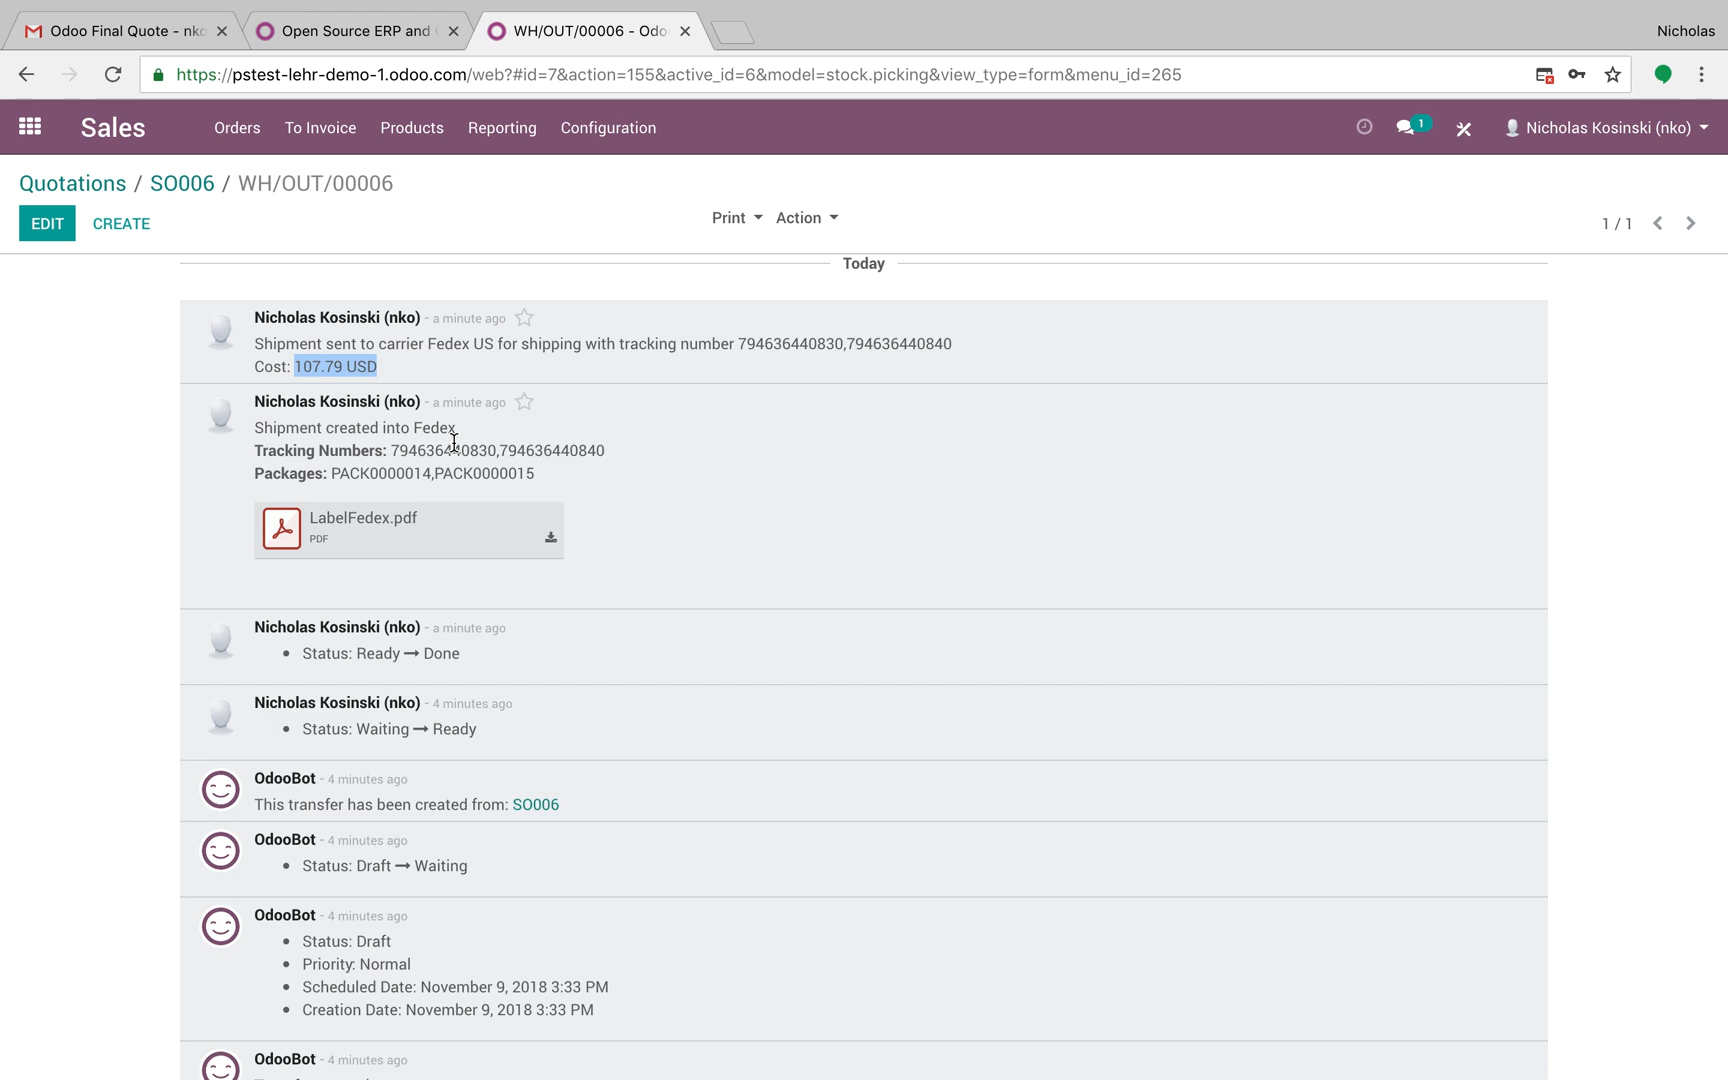 Odoo Final Quote - nko
Open Source ERP and
WH/OUT/00006 - Odo
Nicholas
https://pstest-lehr-demo-1.odoo.com/web?#id=7&action=155&active_id=6&model=stock.picking&view_type=form&menu_id=265
Sales
Orders
To Invoice
Products
Reporting
Configuration
1
Nicholas Kosinski (nko)
Quotations / SO006 / WH/OUT/00006
EDIT
CREATE
Print
Action
1 / 1
Today
Nicholas Kosinski (nko) - a minute ago
Shipment sent to carrier Fedex US for shipping with tracking number 794636440830,794636440840
Cost: 107.79 USD
Nicholas Kosinski (nko) - a minute ago
Shipment created into Fedex
Tracking Numbers: 794636440830,794636440840
Packages: PACK0000014,PACK0000015
LabelFedex.pdf
PDF
Nicholas Kosinski (nko) - a minute ago
• Status: Ready → Done
Nicholas Kosinski (nko) - 4 minutes ago
• Status: Waiting → Ready
OdooBot - 4 minutes ago
This transfer has been created from: SO006
OdooBot - 4 minutes ago
• Status: Draft → Waiting
OdooBot - 4 minutes ago
• Status: Draft
• Priority: Normal
• Scheduled Date: November 9, 2018 3:33 PM
• Creation Date: November 9, 2018 3:33 PM
OdooBot - 4 minutes ago